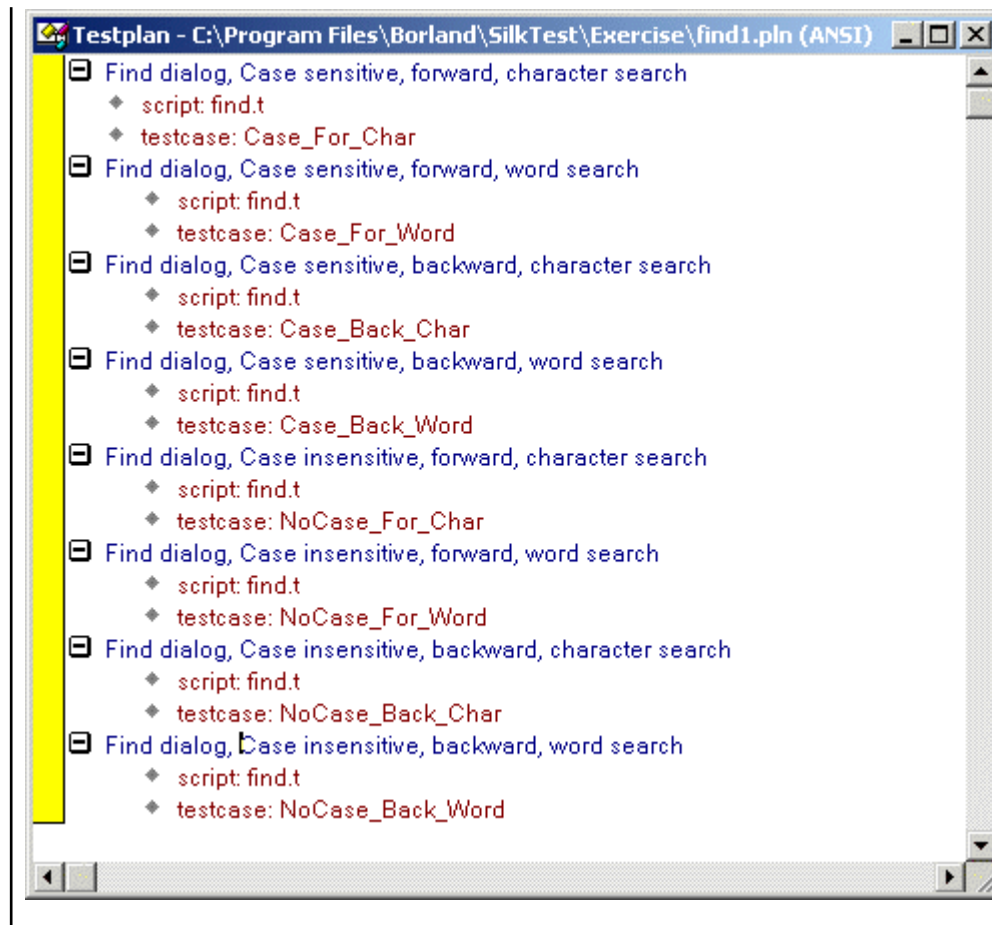 Testplan - C:\Program Files\Borland\SilkTest\Exercise\find1.pln (ANSI)
Find dialog, Case sensitive, forward, character search
script: find.t
testcase: Case_For_Char
Find dialog, Case sensitive, forward, word search
script: find.t
testcase: Case_For_Word
Find dialog, Case sensitive, backward, character search
script: find.t
testcase: Case_Back_Char
Find dialog, Case sensitive, backward, word search
script: find.t
testcase: Case_Back_Word
Find dialog, Case insensitive, forward, character search
script: find.t
testcase: NoCase_For_Char
Find dialog, Case insensitive, forward, word search
script: find.t
testcase: NoCase_For_Word
Find dialog, Case insensitive, backward, character search
script: find.t
testcase: NoCase_Back_Char
Find dialog, Case insensitive, backward, word search
script: find.t
testcase: NoCase_Back_Word